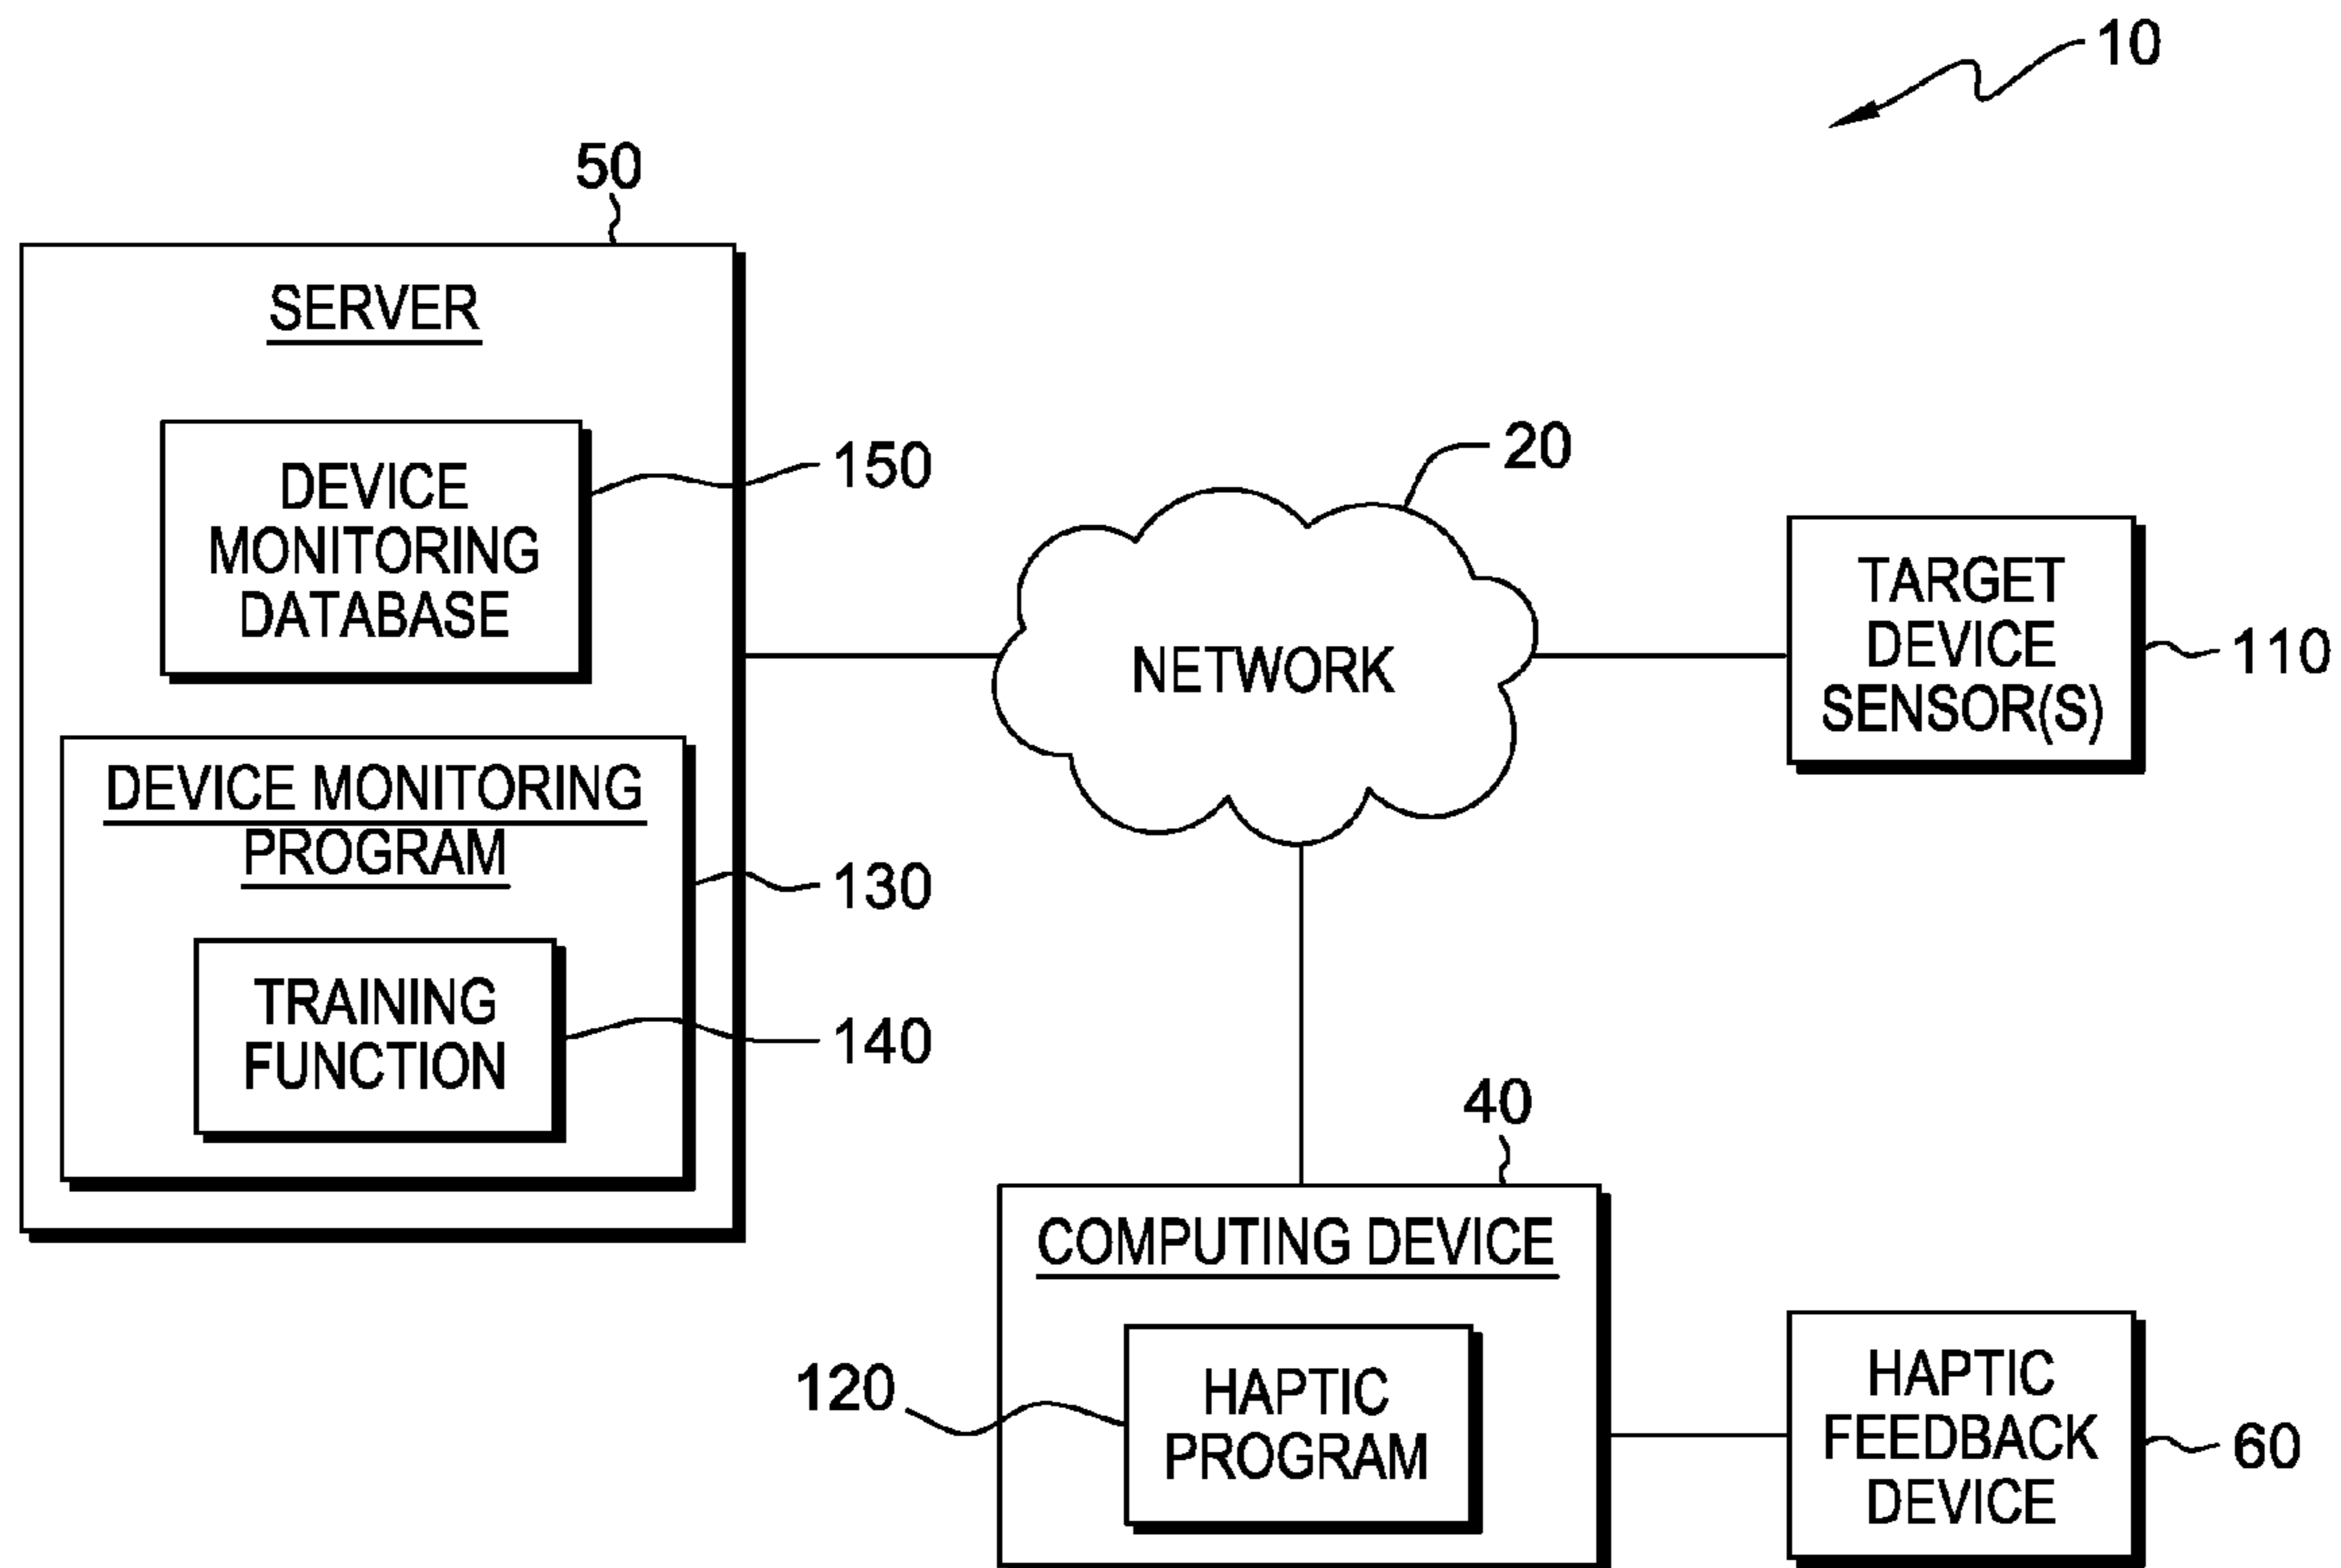 10
50
SERVER
DEVICE
MONITORING
DATABASE
150
DEVICE MONITORING
PROGRAM
130
TRAINING
FUNCTION
140
20
NETWORK
TARGET
DEVICE
SENSOR(S)
110
40
COMPUTING DEVICE
120
HAPTIC
PROGRAM
HAPTIC
FEEDBACK
DEVICE
60